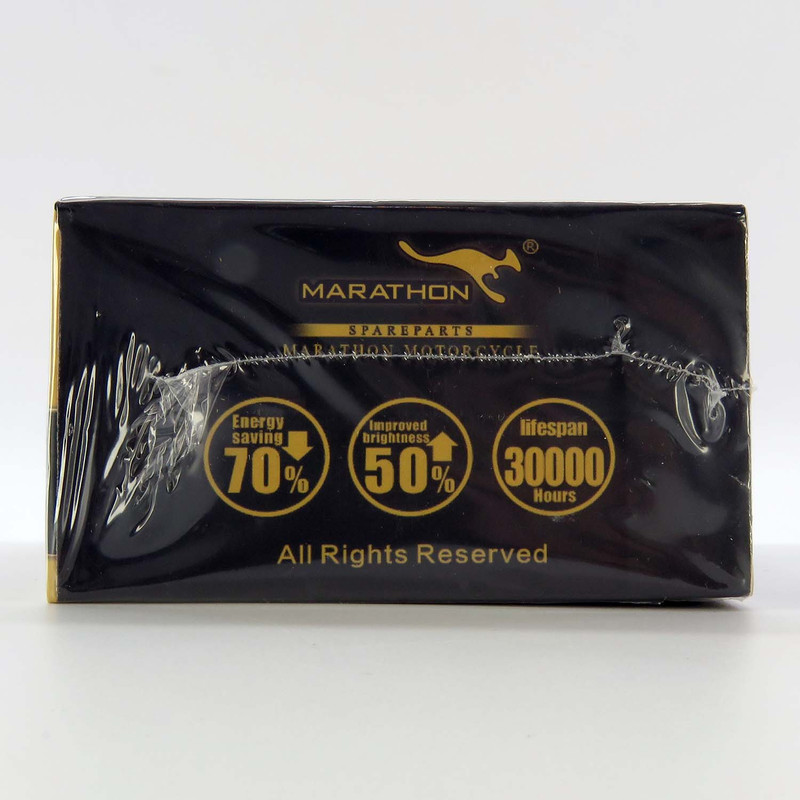 ®
MARATHON
SPAREPARTS
MARATHON MOTORCYCLE
Energy
saving
70%
Improved
brightness
50%
lifespan
30000
Hours
All Rights Reserved